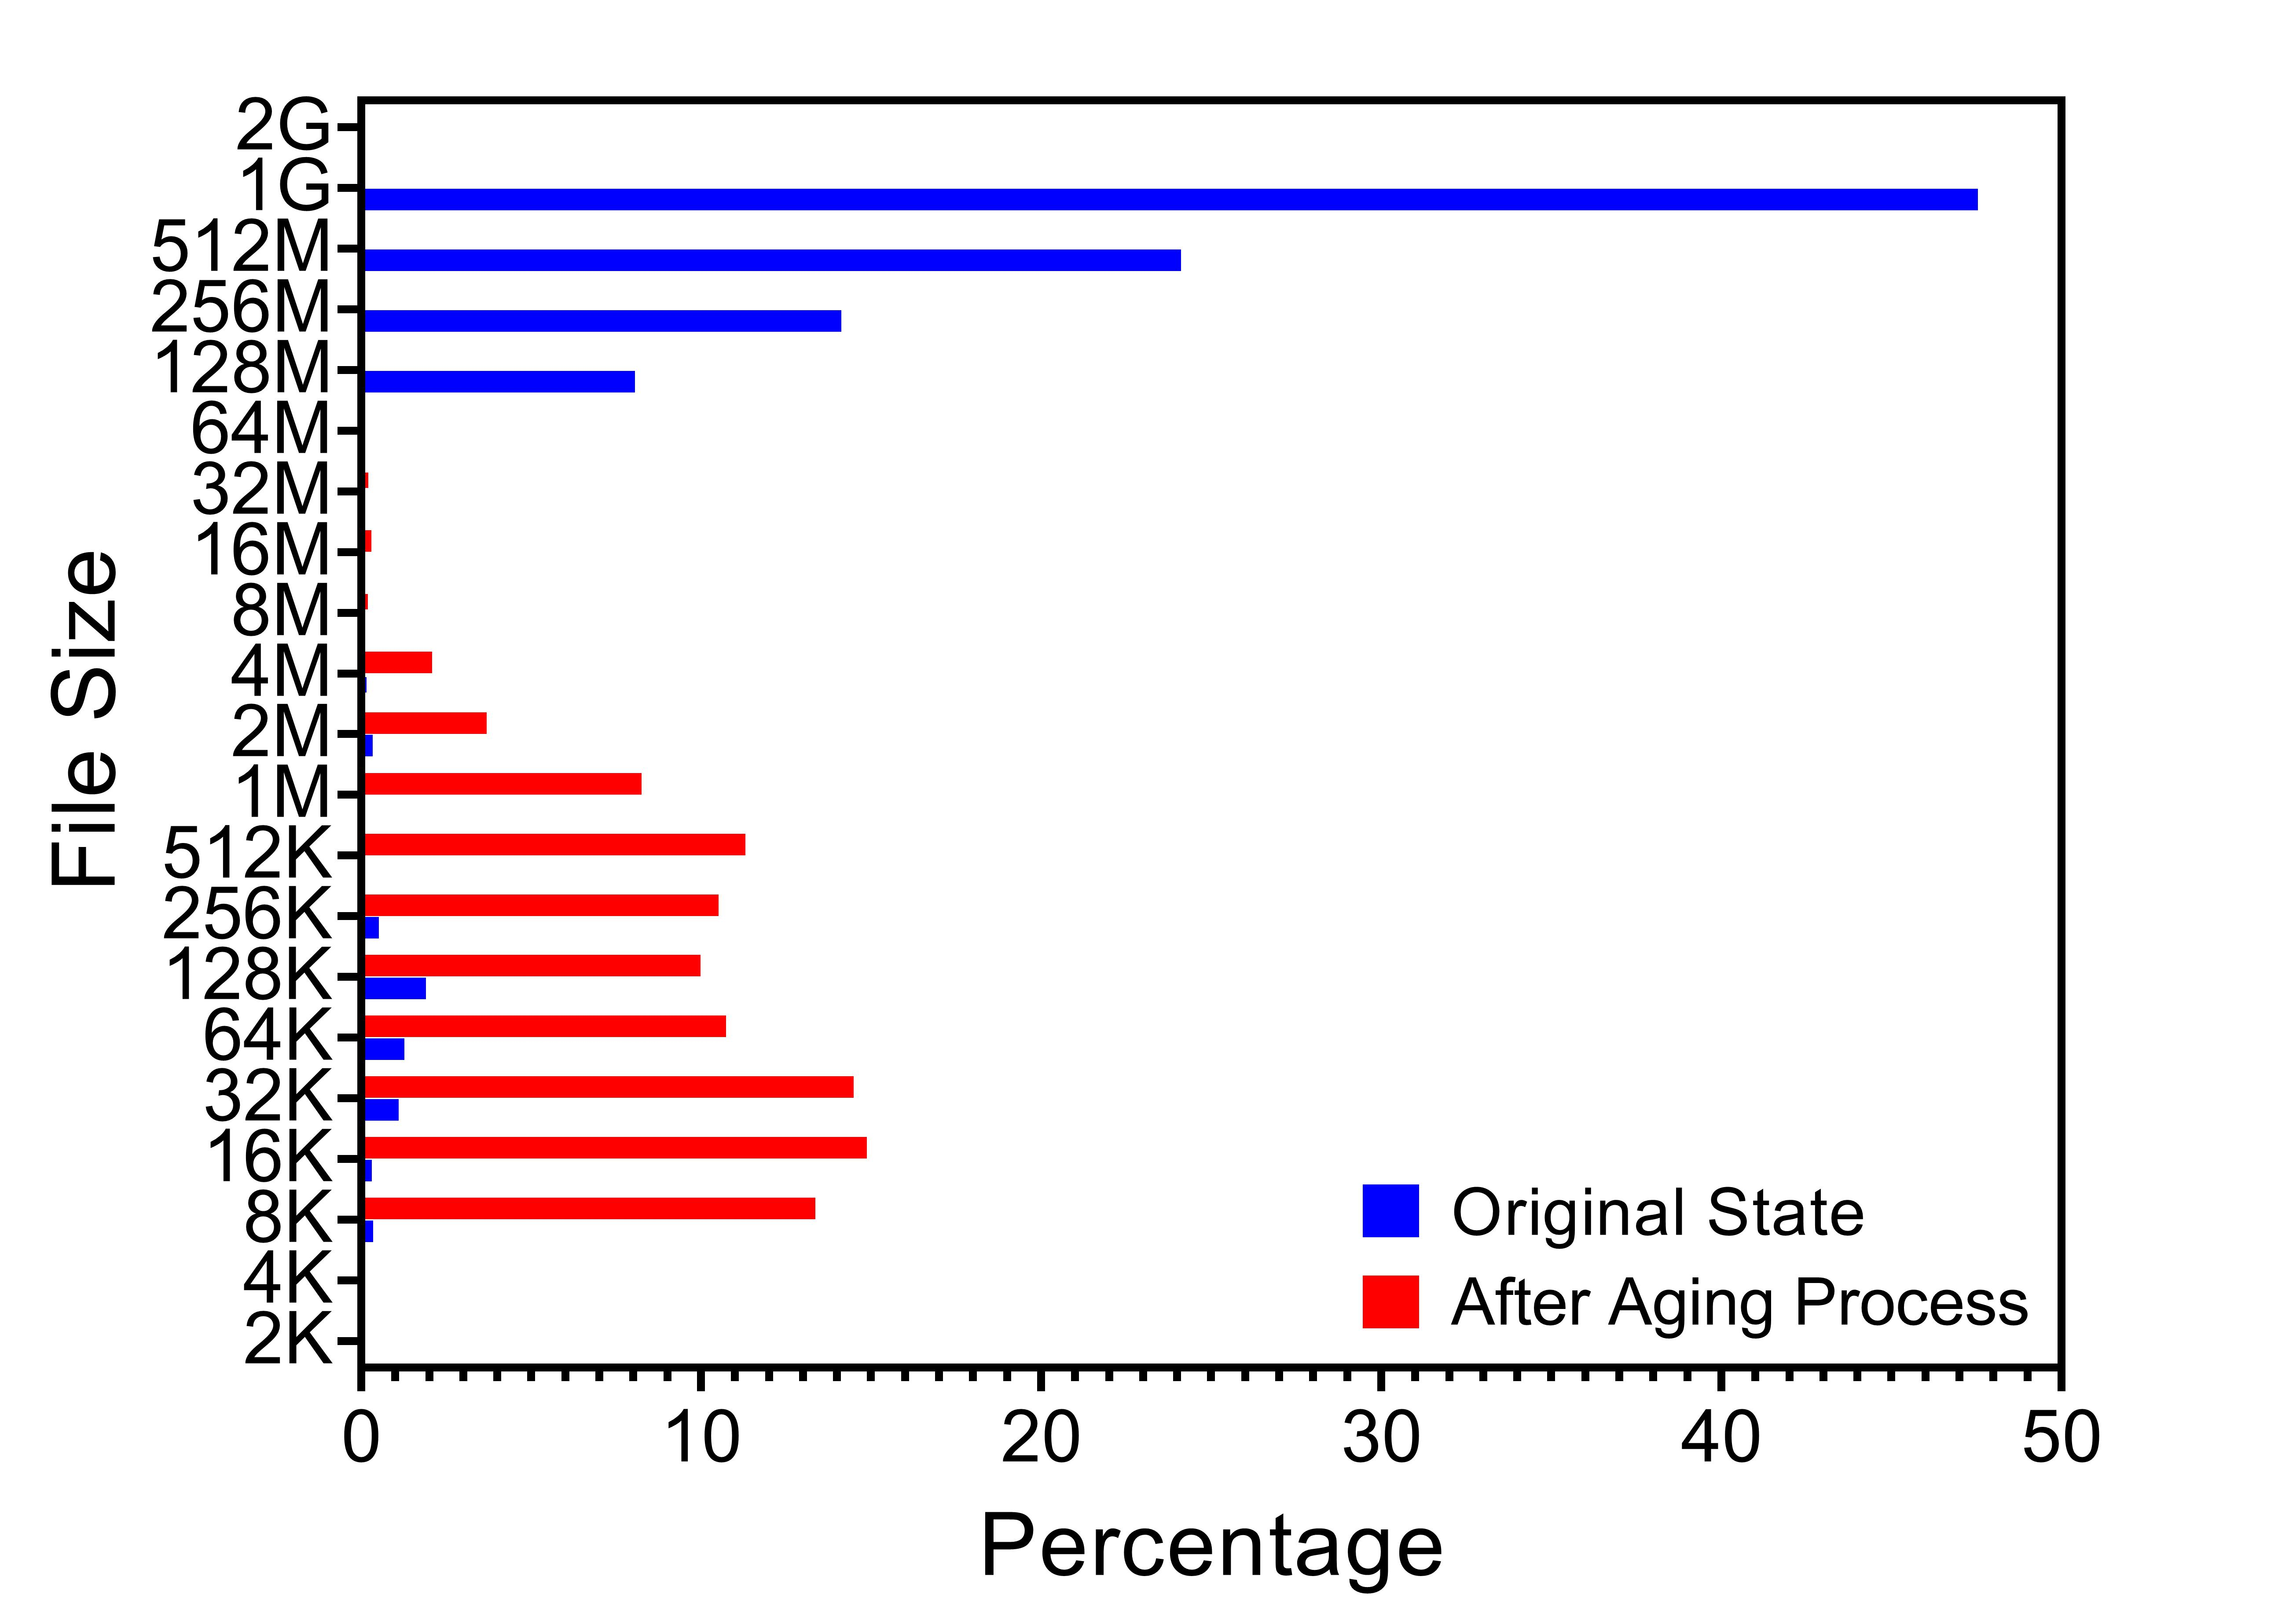 2G
1G
512M
256M
128M
64M
32M
16M
8M
4M
2M
1M
512K
256K
128K
64K
32K
16K
8K
4K
2K
File Size
Original State
After Aging Process
0 10 20 30 40 50
Percentage